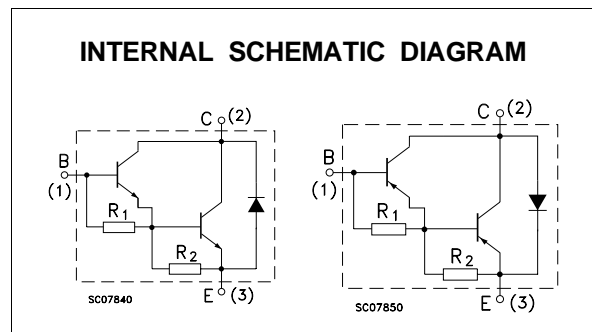 INTERNAL SCHEMATIC DIAGRAM
C (2)
B
(1)
R1
R2
SC07840
E (3)
C (2)
B
(1)
R1
R2
SC07850
E (3)